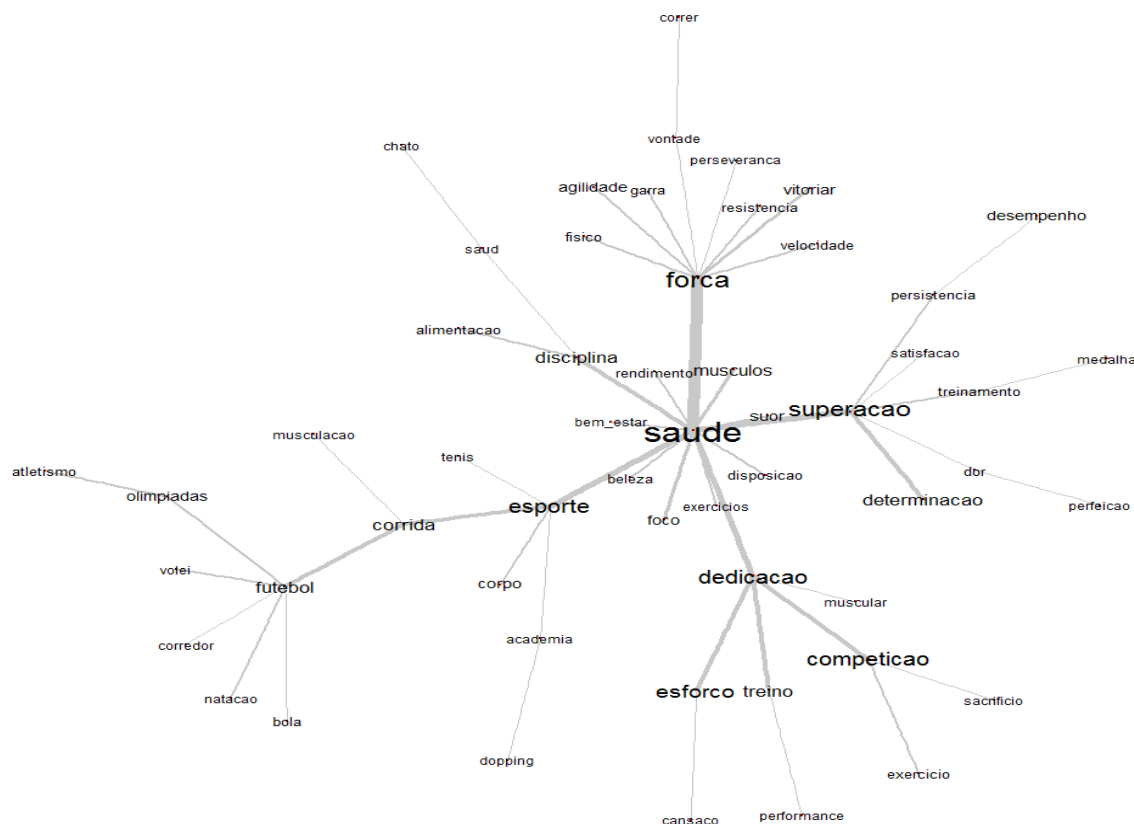 correr
vontade
chato
perseveranca
agilidade
garra
vitoriar
resistencia
desempenho
fisico
velocidade
saud
forca
persistencia
alimentacao
disciplina
satisfacao
medalha
rendimento
musculos
treinamento
superacao
suor
bem_estar
saude
musculacao
tenis
atletismo
dor
beleza
disposicao
olimpiadas
determinacao
esporte
exercicios
perfeicao
foco
corrida
volei
dedicacao
futebol
corpo
muscular
academia
corredor
competicao
esforco
treino
natacao
sacrificio
bola
dopping
exercicio
performance
cansaco